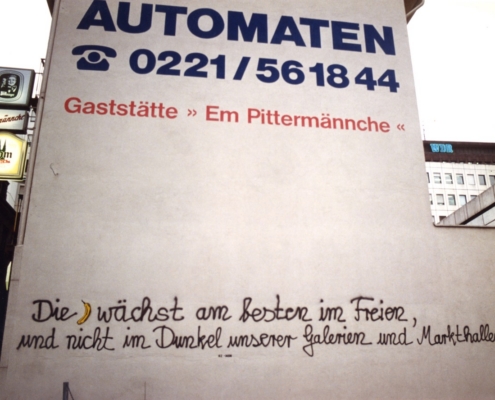 AUTOMATEN
☎ 0221/561844
Gaststätte » Em Pittermännche «
Die wächst am besten im Freien,
und nicht im Dunkel unserer Galerien und Markthalle